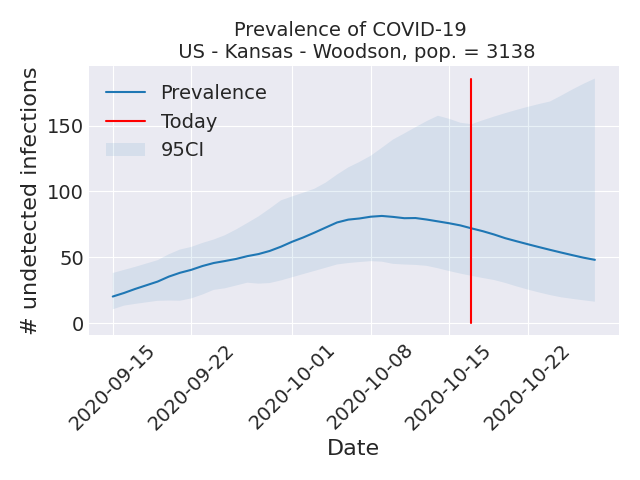 Prevalence of COVID-19
US - Kansas - Woodson, pop. = 3138
# undetected infections
150
100
50
0
Prevalence
Today
95CI
2020-09-15
2020-09-22
2020-10-01
2020-10-08
2020-10-15
2020-10-22
Date